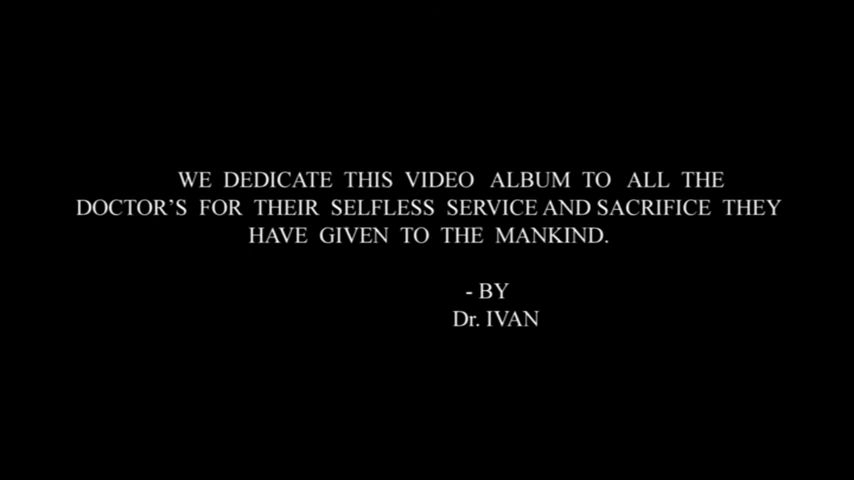 WE DEDICATE THIS VIDEO ALBUM TO ALL THE
DOCTOR'S FOR THEIR SELFLESS SERVICE AND SACRIFICE THEY
HAVE GIVEN TO THE MANKIND.
- BY
Dr. IVAN